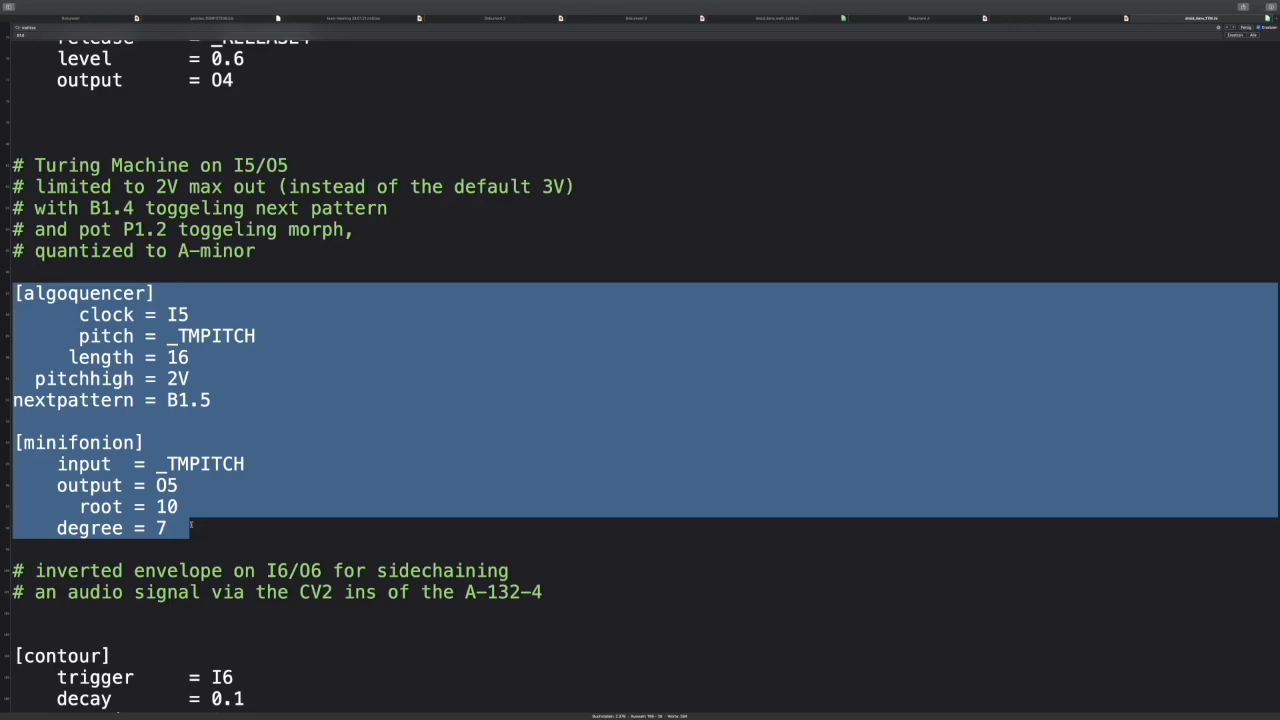 level = 0.6
output = O4
# Turing Machine on I5/O5
# limited to 2V max out (instead of the default 3V)
# with B1.4 toggeling next pattern
# and pot P1.2 toggeling morph,
# quantized to A-minor
[algoquencer]
clock = I5
pitch = _TMPITCH
length = 16
pitchhigh = 2V
nextpattern = B1.5
[minifonion]
input = _TMPITCH
output = O5
root = 10
degree = 7
# inverted envelope on I6/O6 for sidechaining
# an audio signal via the CV2 ins of the A-132-4
[contour]
trigger = I6
decay = 0.1